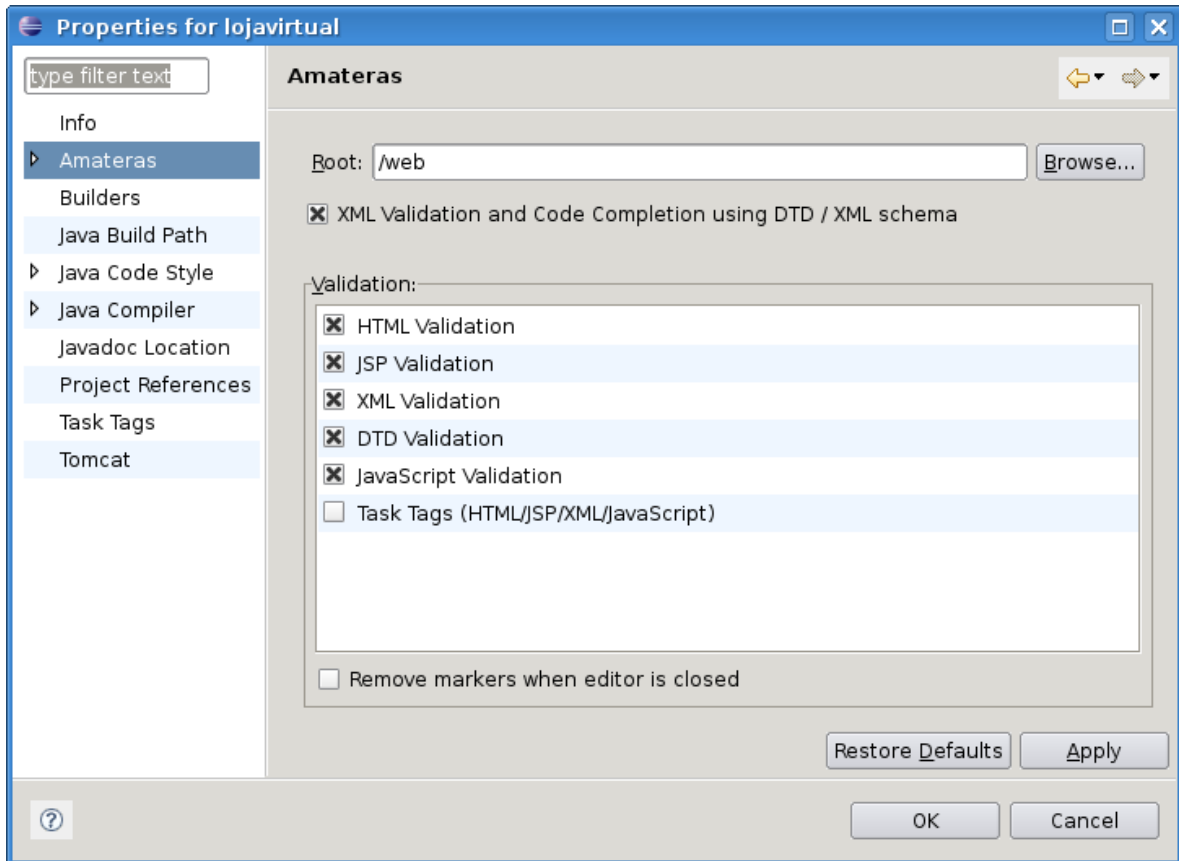 Properties for lojavirtual
type filter text
Info
Amateras
Builders
Java Build Path
Java Code Style
Java Compiler
Javadoc Location
Project References
Task Tags
Tomcat
Amateras
Root: /web Browse...
XML Validation and Code Completion using DTD / XML schema
Validation:
HTML Validation
JSP Validation
XML Validation
DTD Validation
JavaScript Validation
Task Tags (HTML/JSP/XML/JavaScript)
Remove markers when editor is closed
Restore Defaults Apply
? OK Cancel